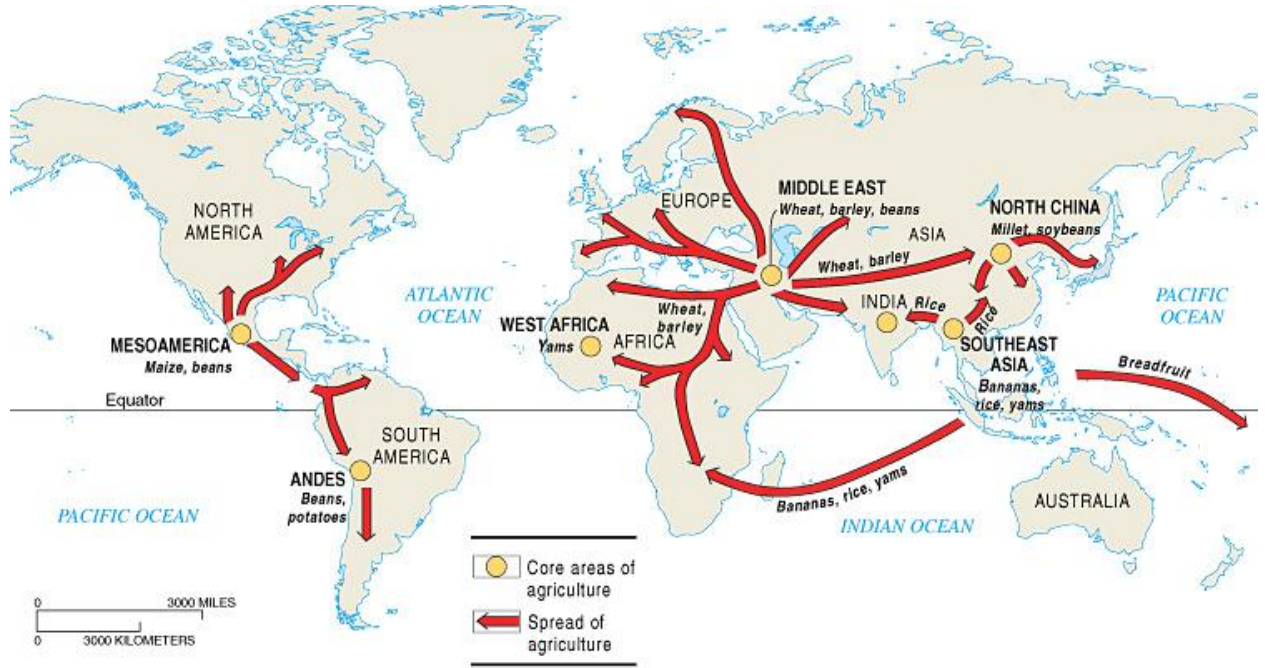 NORTH
AMERICA
MESOAMERICA
Maize, beans
Equator
ATLANTIC
OCEAN
SOUTH
AMERICA
ANDES
Beans,
potatoes
PACIFIC OCEAN
EUROPE
MIDDLE EAST
Wheat, barley, beans
ASIA
NORTH CHINA
Millet, soybeans
Wheat, barley
Wheat,
barley
WEST AFRICA
Yams
AFRICA
INDIA
Rice
Rice
SOUTHEAST
ASIA
Bananas,
rice, yams
PACIFIC
OCEAN
Breadfruit
Bananas, rice, yams
INDIAN OCEAN
AUSTRALIA
0 3000 MILES
0 3000 KILOMETERS
Core areas of
agriculture
Spread of
agriculture